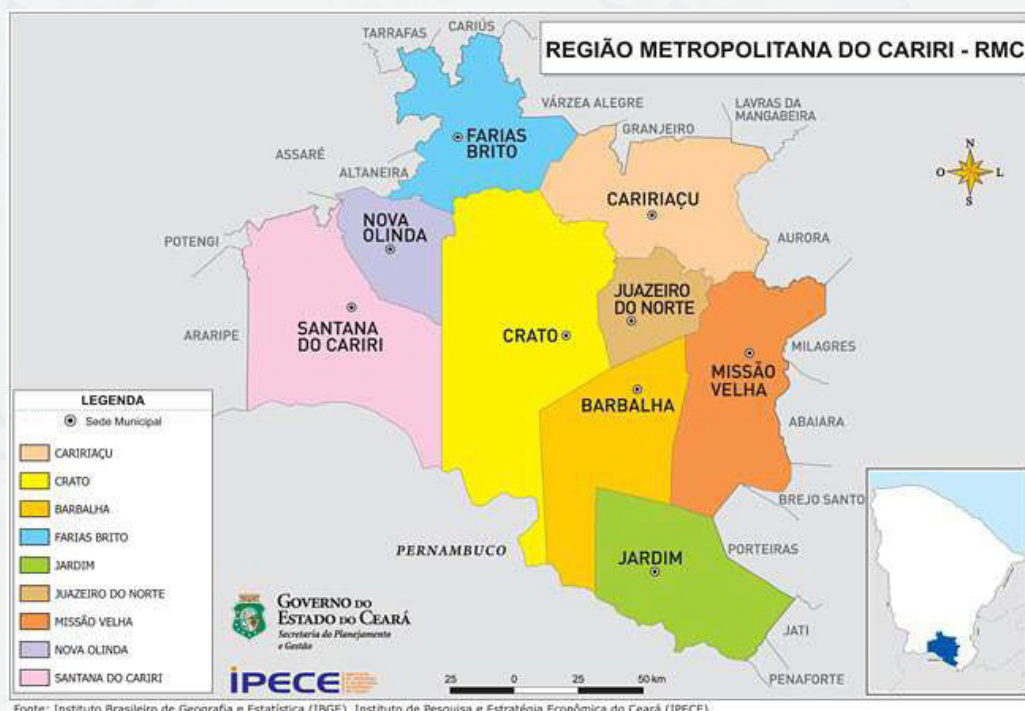 REGIÃO METROPOLITANA DO CARIRI - RMC
TARRAFAS
CARIÚS
VÁRZEA ALEGRE
LAVRAS DA
MANGABEIRA
GRANJEIRO
FARIAS
BRITO
ASSARÉ
ALTANEIRA
N
O
L
S
CARIRIAÇU
NOVA
OLINDA
POTENGI
AURORA
JUAZEIRO
DO NORTE
SANTANA
DO CARIRI
ARARIPE
CRATO
MILAGRES
MISSÃO
VELHA
BARBALHA
ABAIARA
BREJO SANTO
PERNAMBUCO
JARDIM
PORTEIRAS
JATI
PENAFORTE
LEGENDA
Sede Municipal
CARIRIAÇU
CRATO
BARBALHA
FARIAS BRITO
JARDIM
JUAZEIRO DO NORTE
MISSÃO VELHA
NOVA OLINDA
SANTANA DO CARIRI
GOVERNO DO
ESTADO DO CEARÁ
Secretaria do Planejamento
e Gestão
IPECE
25 0 25 50 km
Fonte: Instituto Brasileiro de Geografia e Estatística (IBGE), Instituto de Pesquisa e Estratégia Econômica do Ceará (IPECE)